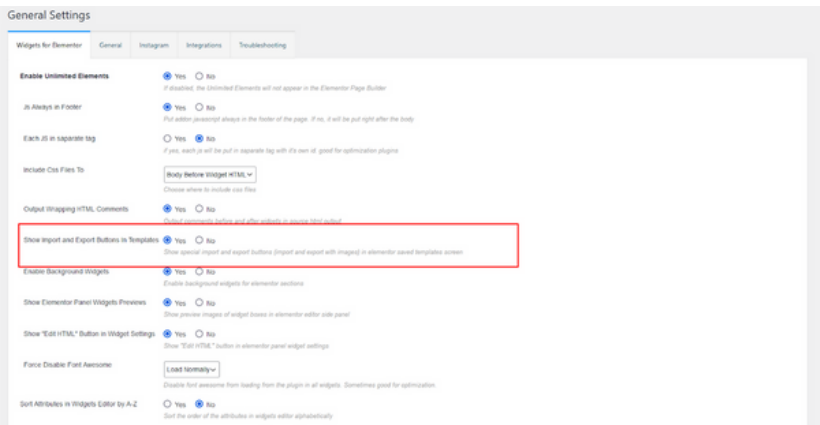 General Settings
Widgets for Elementor General Instagram Integrations Troubleshooting
Enable Unlimited Elements Yes No
If disabled, the Unlimited Elements will not appear in the Elementor Page Builder
Js Always in Footer Yes No
Put addon javascript always in the footer of the page. If no, it will be put right after the body
Each JS in saparate tag Yes No
if yes, each js will be put in saparate tag with it's own id. good for optimization plugins
Include Css Files To Body Before Widget HTML
Choose where to include css files
Output Wrapping HTML Comments Yes No
Output comments before and after widgets in source html output
Show Import and Export Buttons in Templates Yes No
Show special import and export buttons (import and export with images) in elementor saved templates screen
Enable Background Widgets Yes No
Enable background widgets for elementor sections
Show Elementor Panel Widgets Previews Yes No
Show preview images of widget boxes in elementor editor side panel
Show "Edit HTML" Button in Widget Settings Yes No
Show "Edit HTML" button in elementor panel widget settings
Force Disable Font Awesome Load Normally
Disable font awesome from loading from the plugin in all widgets. Sometimes good for optimization.
Sort Attributes in Widgets Editor by A-Z Yes No
Sort the order of the attributes in widgets editor alphabetically